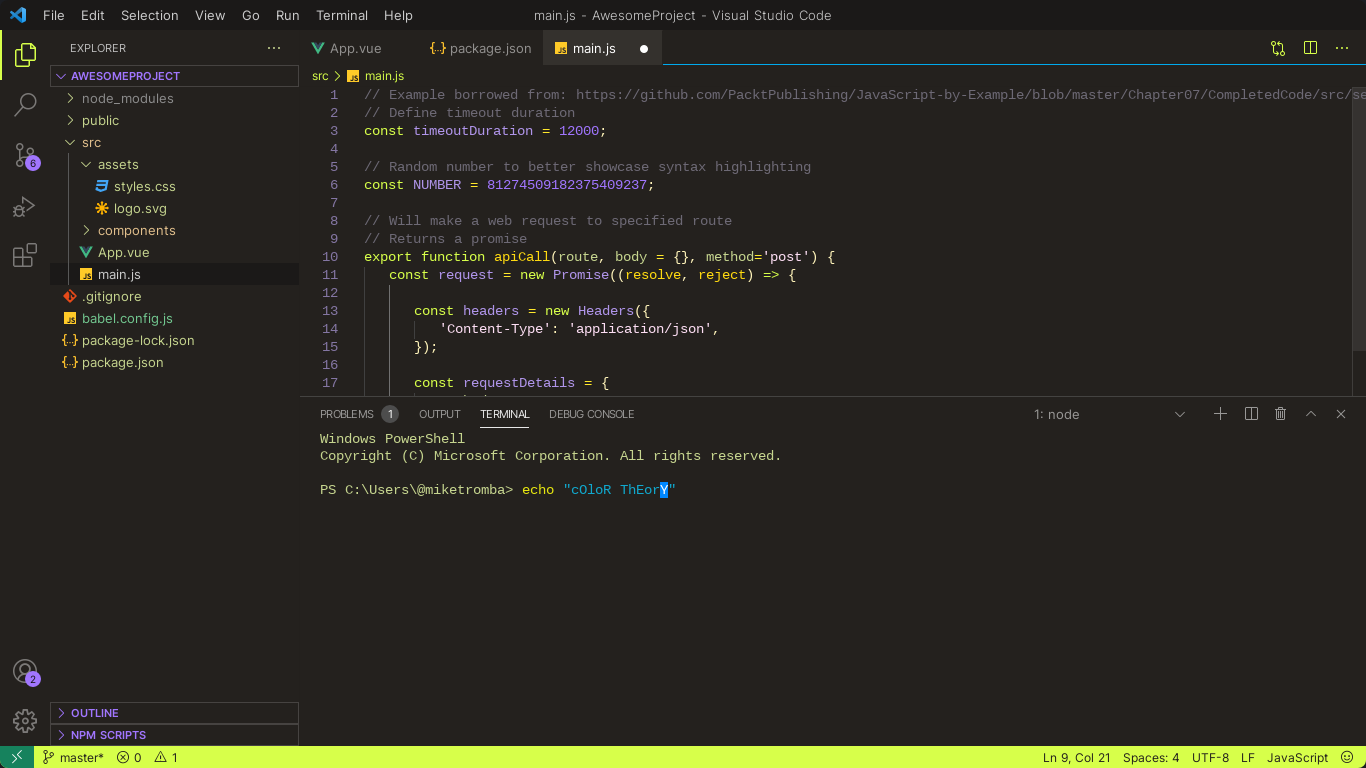 File Edit Selection View Go Run Terminal Help
main.js - AwesomeProject - Visual Studio Code
EXPLORER
AWESOMEPROJECT
node_modules
public
src
assets
styles.css
logo.svg
components
App.vue
main.js
.gitignore
babel.config.js
package-lock.json
package.json
OUTLINE
NPM SCRIPTS
6
2
App.vue package.json main.js
src main.js
1 // Example borrowed from: https://github.com/PacktPublishing/JavaScript-by-Example/blob/master/Chapter07/CompletedCode/src/se
2 // Define timeout duration
3 const timeoutDuration = 12000;
4
5 // Random number to better showcase syntax highlighting
6 const NUMBER = 81274509182375409237;
7
8 // Will make a web request to specified route
9 // Returns a promise
10 export function apiCall(route, body = {}, method='post') {
11 const request = new Promise((resolve, reject) => {
12
13 const headers = new Headers({
14 'Content-Type': 'application/json',
15 });
16
17 const requestDetails = {
PROBLEMS 1 OUTPUT TERMINAL DEBUG CONSOLE 1: node
Windows PowerShell
Copyright (C) Microsoft Corporation. All rights reserved.
PS C:\Users\@miketromba> echo "cOloR ThEorY"
master* 0 1 Ln 9, Col 21 Spaces: 4 UTF-8 LF JavaScript